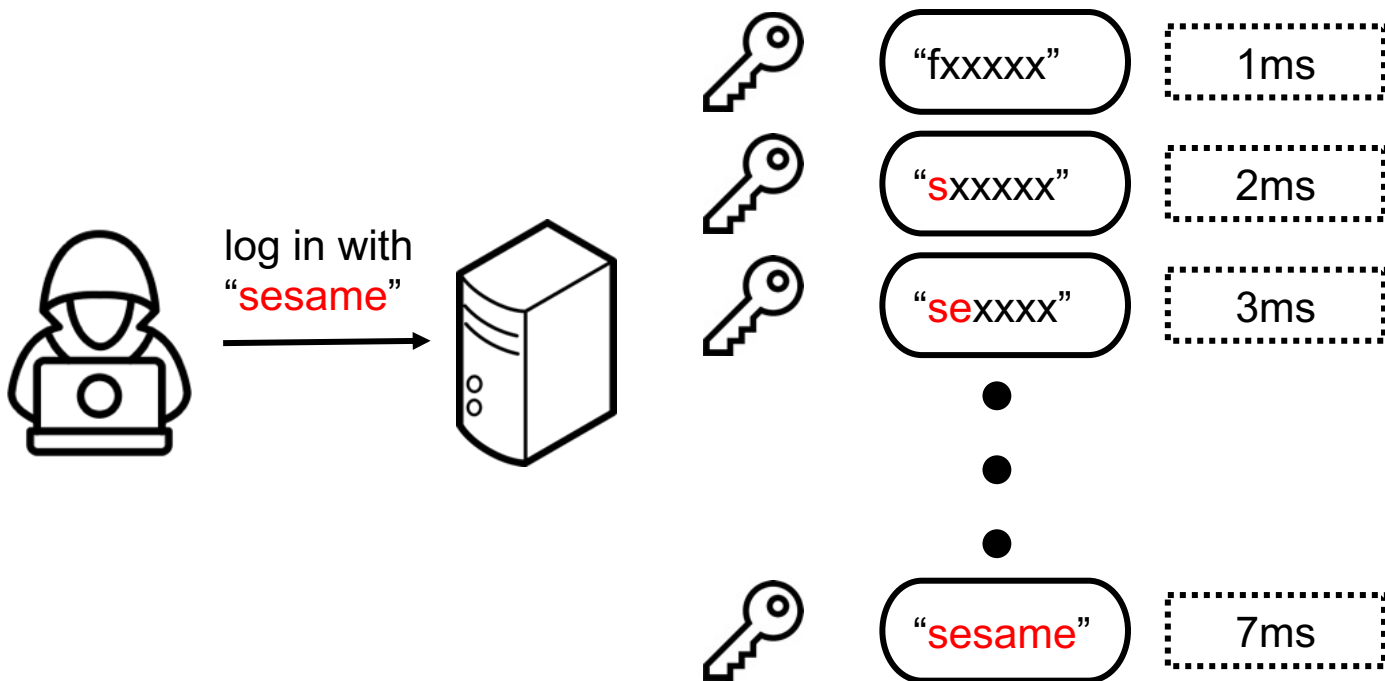 log in with
“sesame”
“fxxxxx” 1ms
“sxxxxx” 2ms
“sexxxx” 3ms
“sesame” 7ms